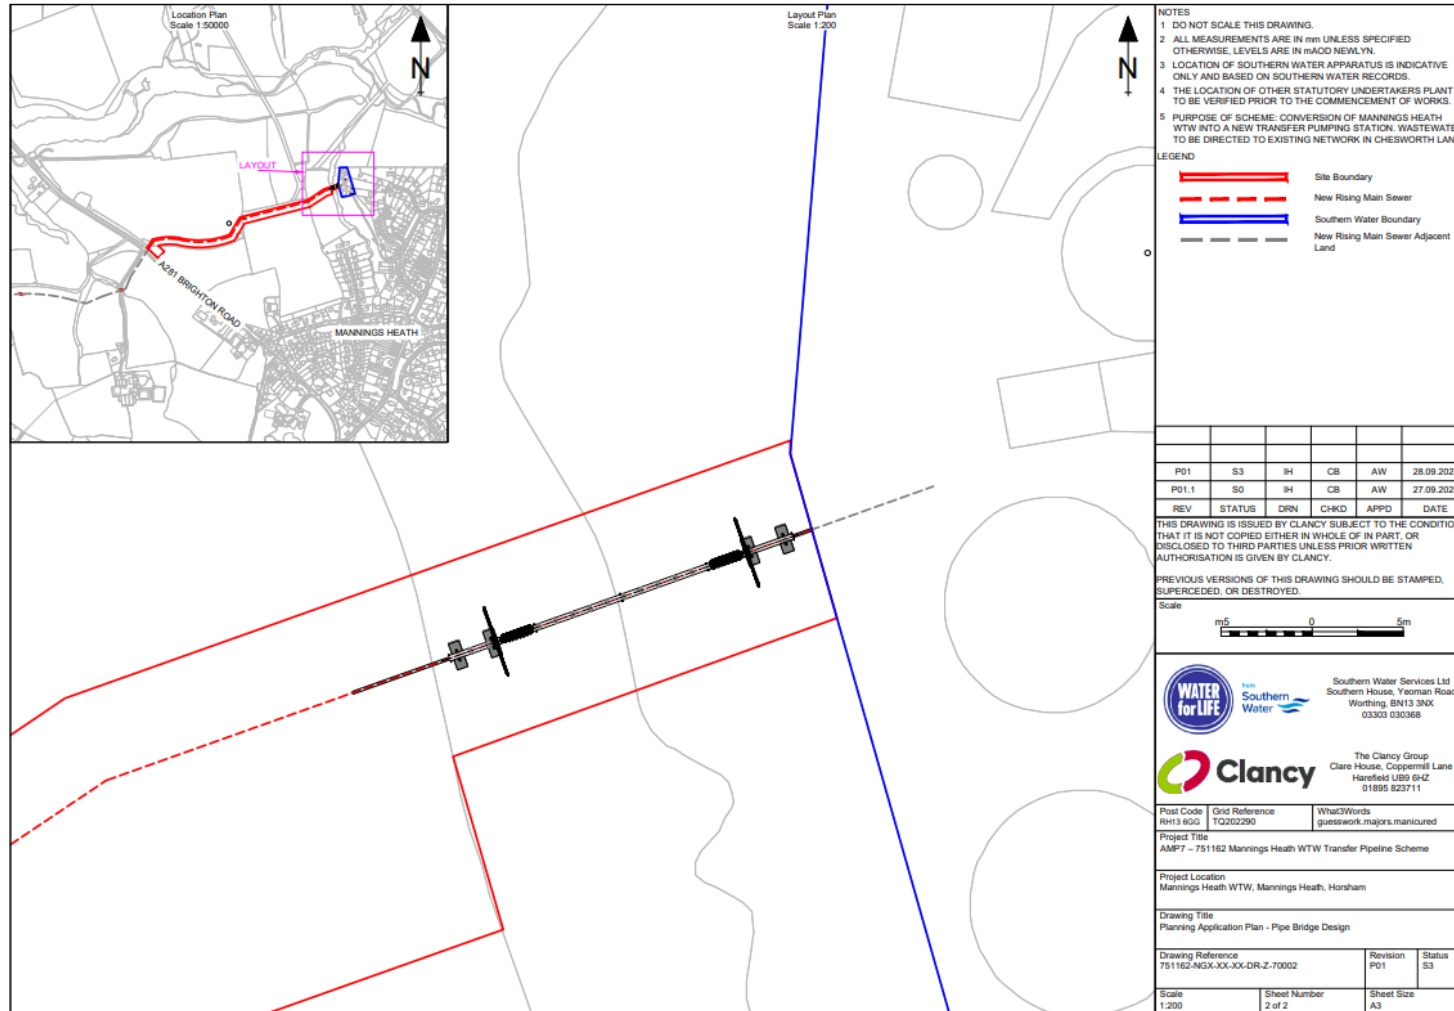 Location Plan
Scale 1:50000
N
LAYOUT
A281 BRIGHTON ROAD
MANNINGS HEATH
Layout Plan
Scale 1:200
N
NOTES
1 DO NOT SCALE THIS DRAWING.
2 ALL MEASUREMENTS ARE IN mm UNLESS SPECIFIED
OTHERWISE, LEVELS ARE IN mAOD NEWLYN.
3 LOCATION OF SOUTHERN WATER APPARATUS IS INDICATIVE
ONLY AND BASED ON SOUTHERN WATER RECORDS.
4 THE LOCATION OF OTHER STATUTORY UNDERTAKERS PLANT
TO BE VERIFIED PRIOR TO THE COMMENCEMENT OF WORKS.
5 PURPOSE OF SCHEME: CONVERSION OF MANNINGS HEATH
WTW INTO A NEW TRANSFER PUMPING STATION. WASTEWATE
TO BE DIRECTED TO EXISTING NETWORK IN CHESWORTH LAN
LEGEND
Site Boundary
New Rising Main Sewer
Southern Water Boundary
New Rising Main Sewer Adjacent
Land
P01 S3 IH CB AW 28.09.202
P01.1 S0 IH CB AW 27.09.202
REV STATUS DRN CHKD APPD DATE
THIS DRAWING IS ISSUED BY CLANCY SUBJECT TO THE CONDITIO
THAT IT IS NOT COPIED EITHER IN WHOLE OF IN PART, OR
DISCLOSED TO THIRD PARTIES UNLESS PRIOR WRITTEN
AUTHORISATION IS GIVEN BY CLANCY.
PREVIOUS VERSIONS OF THIS DRAWING SHOULD BE STAMPED,
SUPERCEDED, OR DESTROYED.
Scale
m5 0 5m
WATER
for LIFE
from
Southern
Water
Southern Water Services Ltd
Southern House, Yeoman Road
Worthing, BN13 3NX
03303 030368
Clancy
The Clancy Group
Clare House, Coppermill Lane
Harefield UB9 6HZ
01895 823711
Post Code Grid Reference What3Words
RH13 6GG TQ202290 guesswork.majors.manicured
Project Title
AMP7 – 751162 Mannings Heath WTW Transfer Pipeline Scheme
Project Location
Mannings Heath WTW, Mannings Heath, Horsham
Drawing Title
Planning Application Plan - Pipe Bridge Design
Drawing Reference Revision Status
751162-NGX-XX-XX-DR-Z-70002 P01 S3
Scale Sheet Number Sheet Size
1:200 2 of 2 A3